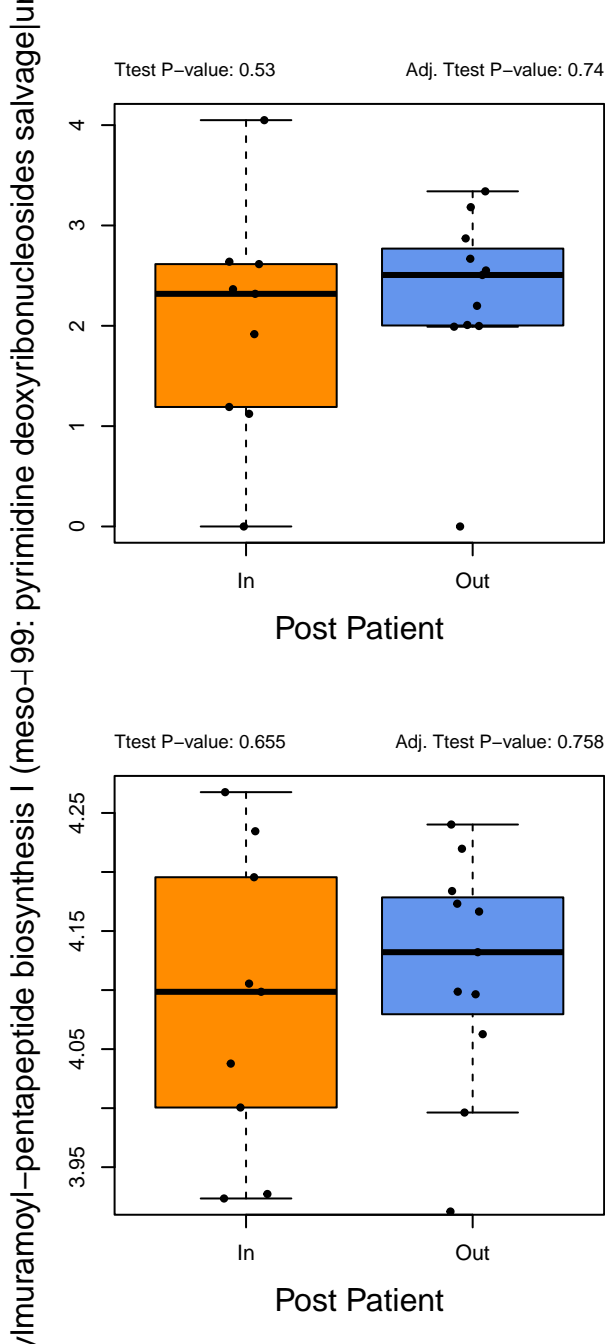 Ttest P−value: 0.53
Adj. Ttest P−value: 0.74
99: pyrimidine deoxyribonucleosides salvage|un
4
3
2
1
0
In
Out
Post Patient
Ttest P−value: 0.655
Adj. Ttest P−value: 0.758
ylmuramoyl−pentapeptide biosynthesis I (meso−
4.25
4.15
4.05
3.95
In
Out
Post Patient